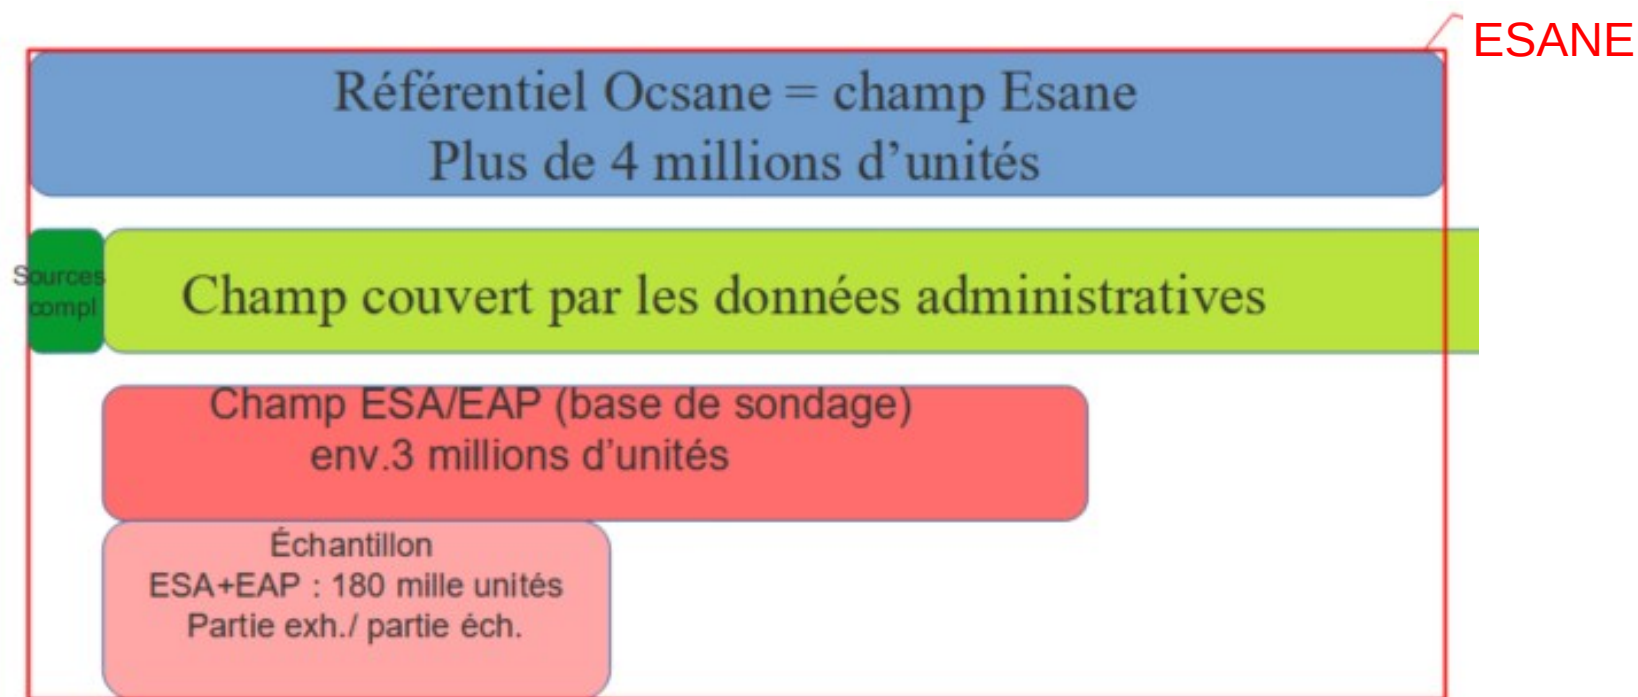 ESANE
Référentiel Ocsane = champ Esane
Plus de 4 millions d’unités
Sources
compl
Champ couvert par les données administratives
Champ ESA/EAP (base de sondage)
env.3 millions d’unités
Échantillon
ESA+EAP : 180 mille unités
Partie exh./ partie éch.